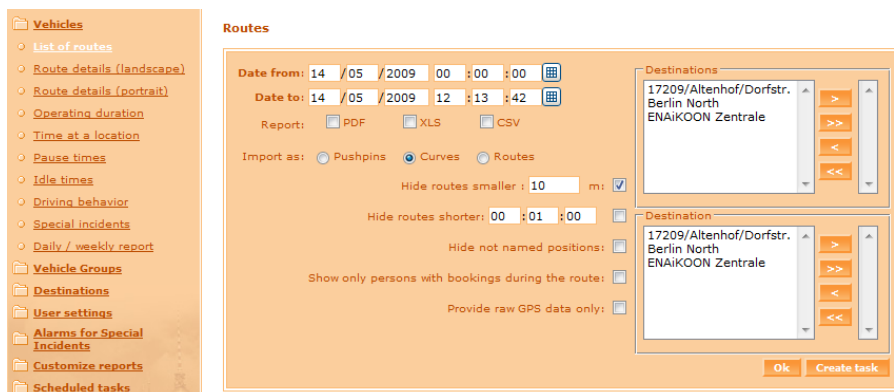 Vehicles
List of routes
Route details (landscape)
Route details (portrait)
Operating duration
Time at a location
Pause times
Idle times
Driving behavior
Special incidents
Daily / weekly report
Vehicle Groups
Destinations
User settings
Alarms for Special
Incidents
Customize reports
Scheduled tasks
Routes
Date from: 14 / 05 / 2009 00 : 00 : 00
Date to: 14 / 05 / 2009 12 : 13 : 42
Report: PDF XLS CSV
Import as: Pushpins Curves Routes
Hide routes smaller : 10 m:
Hide routes shorter: 00 : 01 : 00
Hide not named positions:
Show only persons with bookings during the route:
Provide raw GPS data only:
Destinations
17209/Altenhof/Dorfstr.
Berlin North
ENAiKOON Zentrale
>
>>
<
<<
Destination
17209/Altenhof/Dorfstr.
Berlin North
ENAiKOON Zentrale
>
>>
<
<<
Ok Create task